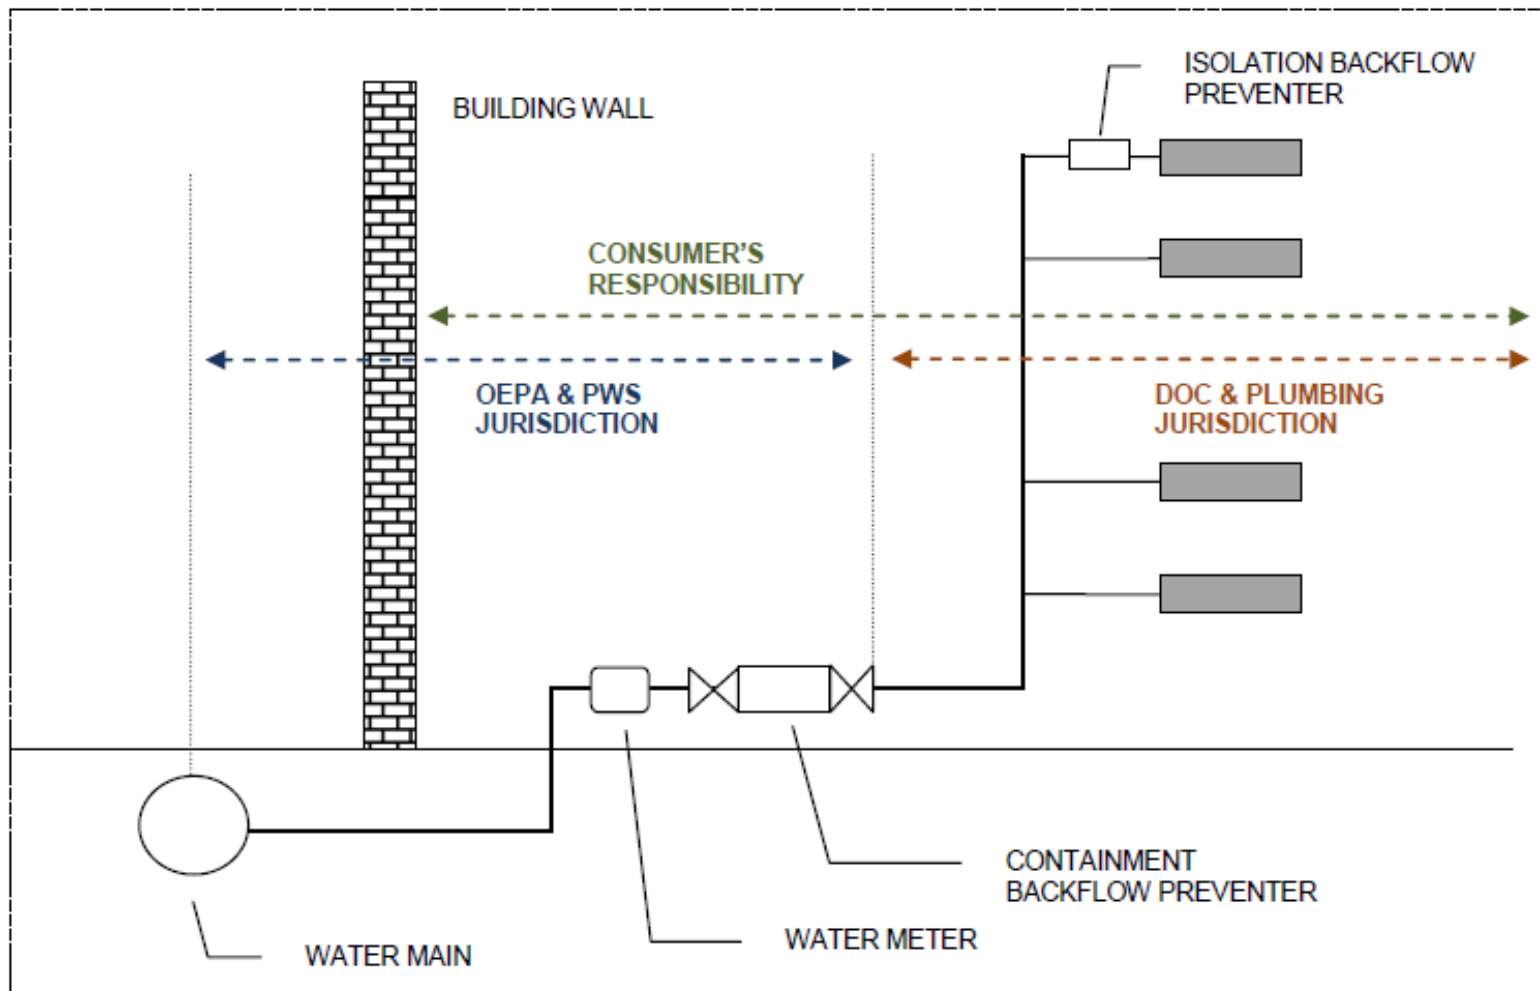 ISOLATION BACKFLOW
PREVENTER
BUILDING WALL
CONSUMER'S
RESPONSIBILITY
OEPA & PWS
JURISDICTION
DOC & PLUMBING
JURISDICTION
CONTAINMENT
BACKFLOW PREVENTER
WATER METER
WATER MAIN